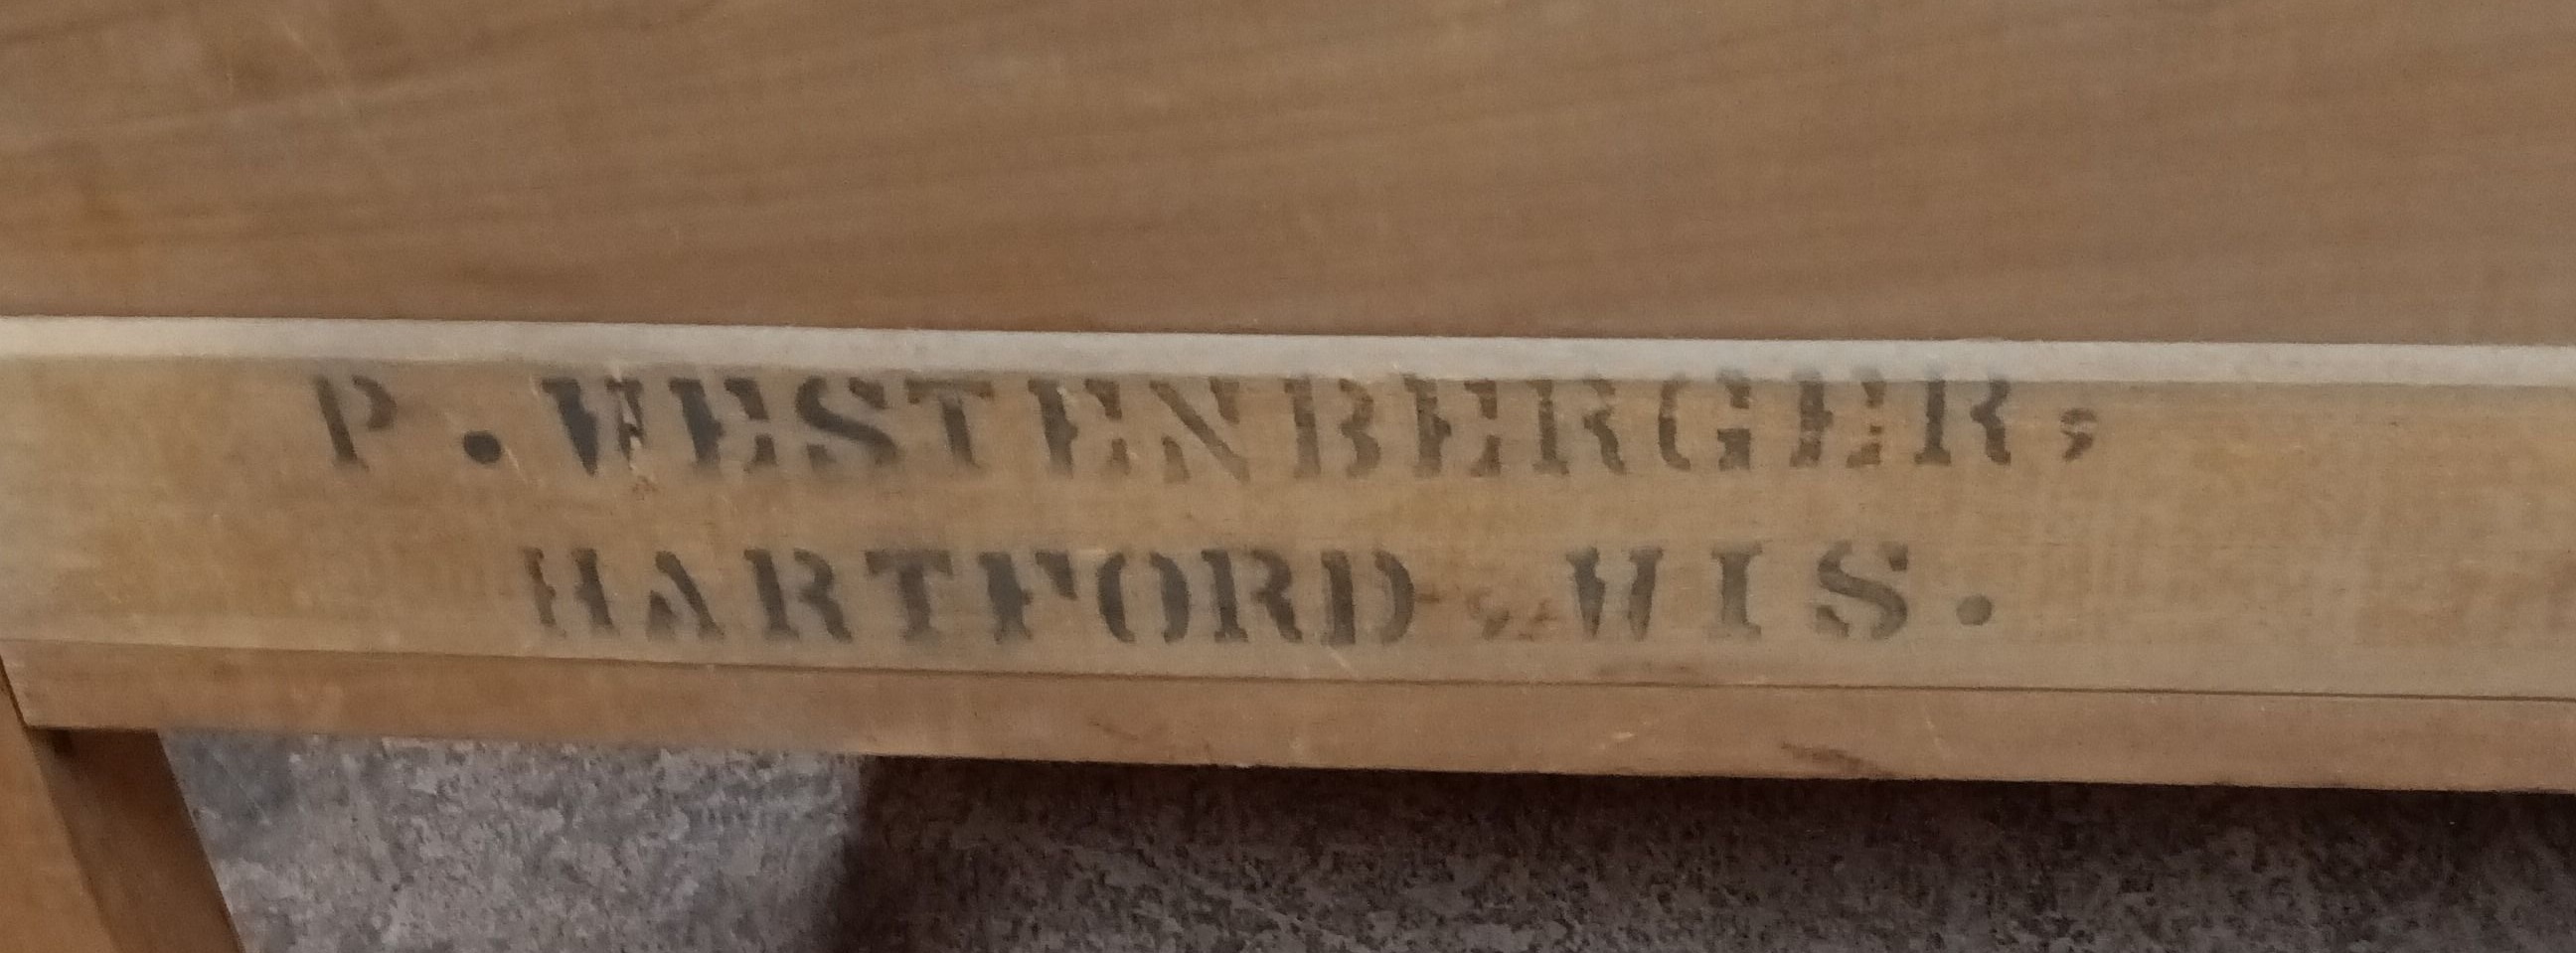 P. WESTENBERGER,
HARTFORD, WIS.